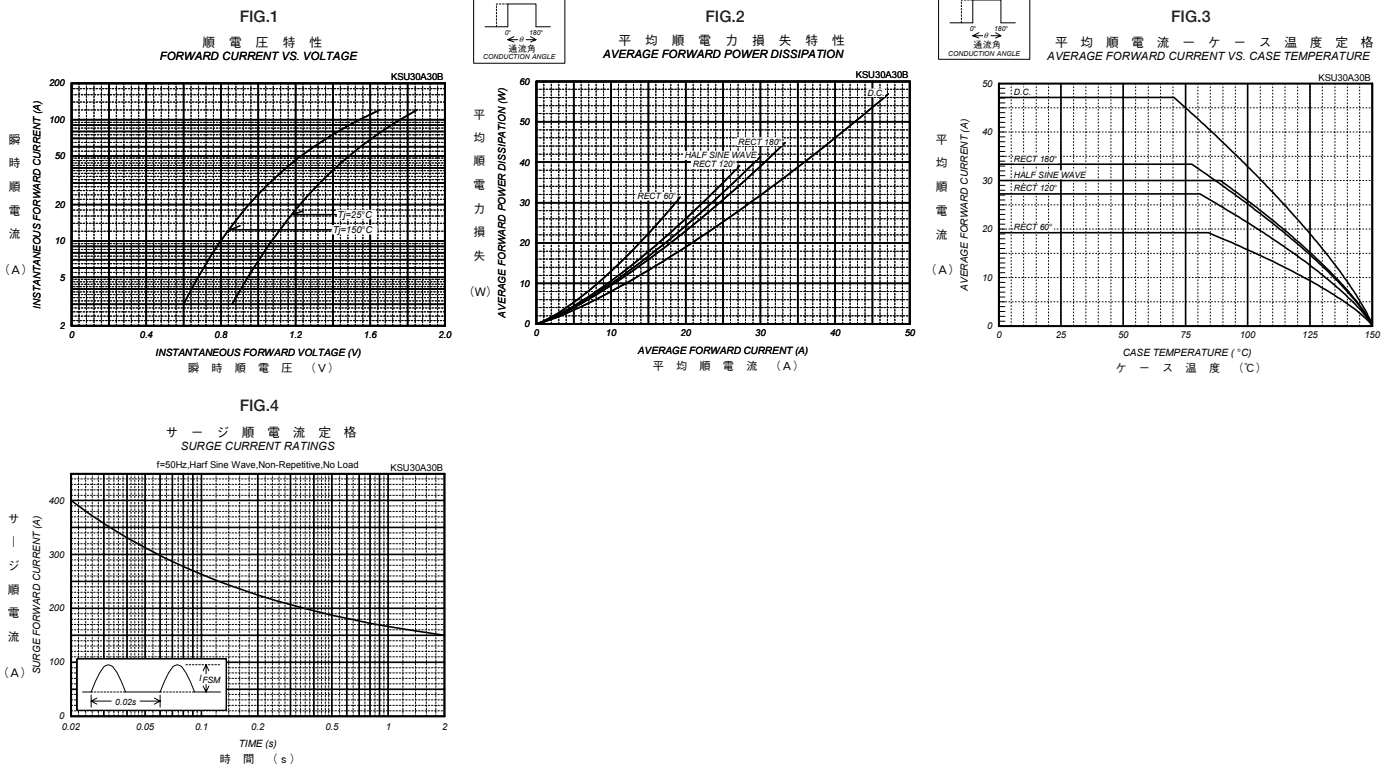 FIG.1
順電圧特性
FORWARD CURRENT VS. VOLTAGE
KSU30A30B
瞬時順電流 (A)
INSTANTANEOUS FORWARD CURRENT (A)
200
100
50
20
10
5
2
Tj=25°C
Tj=150°C
0 0.4 0.8 1.2 1.6 2.0
INSTANTANEOUS FORWARD VOLTAGE (V)
瞬時順電圧 (V)
0° 180°
θ
通流角
CONDUCTION ANGLE
FIG.2
平均順電力損失特性
AVERAGE FORWARD POWER DISSIPATION
KSU30A30B
平均順電力損失 (W)
AVERAGE FORWARD POWER DISSIPATION (W)
60
50
40
30
20
10
0
D.C.
RECT 180°
HALF SINE WAVE
RECT 120°
RECT 60°
0 10 20 30 40 50
AVERAGE FORWARD CURRENT (A)
平均順電流 (A)
0° 180°
θ
通流角
CONDUCTION ANGLE
FIG.3
平均順電流ーケース温度定格
AVERAGE FORWARD CURRENT VS. CASE TEMPERATURE
KSU30A30B
平均順電流 (A)
AVERAGE FORWARD CURRENT (A)
50
40
30
20
10
0
D.C.
RECT 180°
HALF SINE WAVE
RECT 120°
RECT 60°
0 25 50 75 100 125 150
CASE TEMPERATURE (°C)
ケース温度 (℃)
FIG.4
サージ順電流定格
SURGE CURRENT RATINGS
f=50Hz,Harf Sine Wave,Non-Repetitive,No Load
KSU30A30B
サージ順電流 (A)
SURGE FORWARD CURRENT (A)
400
300
200
100
0
IFSM
0.02s
0.02 0.05 0.1 0.2 0.5 1 2
TIME (s)
時間 (s)